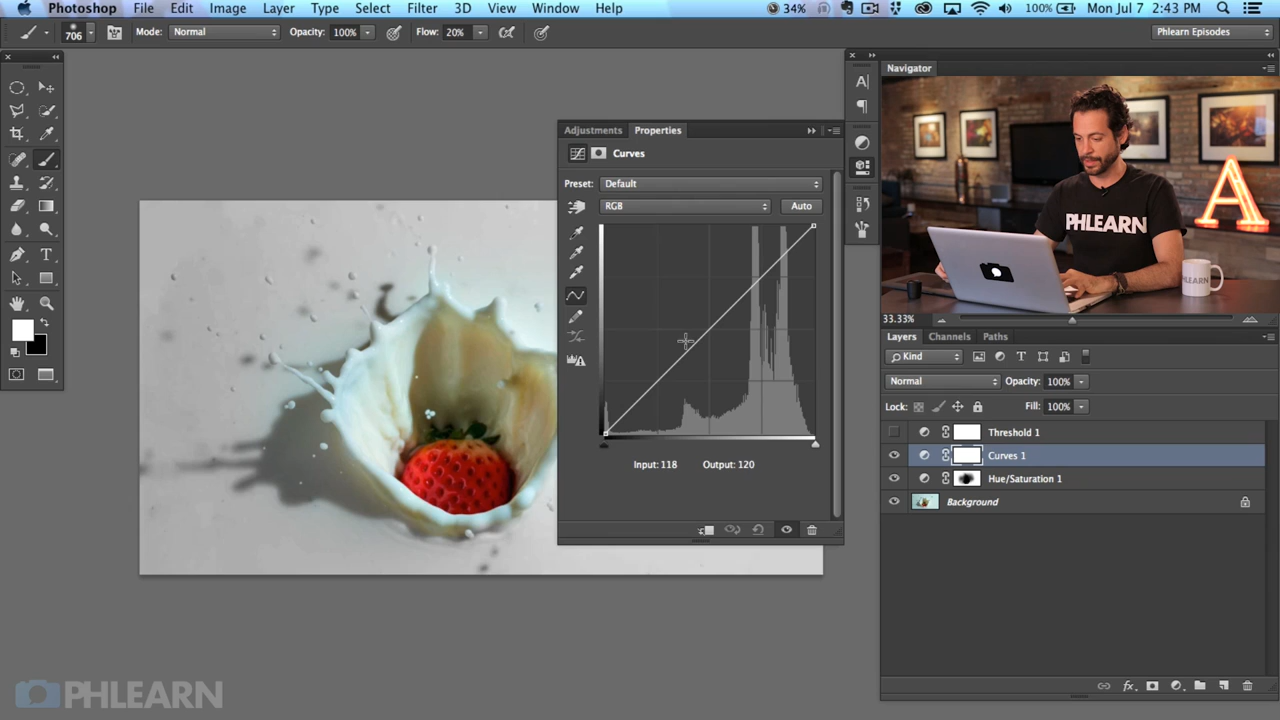 Photoshop File Edit Image Layer Type Select Filter 3D View Window Help 34% 100% Mon Jul 7 2:43 PM
706 Mode: Normal Opacity: 100% Flow: 20% Phlearn Episodes
Navigator
Adjustments Properties
Curves
Preset: Default
RGB Auto
Input: 118 Output: 120
PHLEARN
A
33.33%
Layers Channels Paths
Kind
Normal Opacity: 100%
Lock: Fill: 100%
Threshold 1
Curves 1
Hue/Saturation 1
Background
PHLEARN